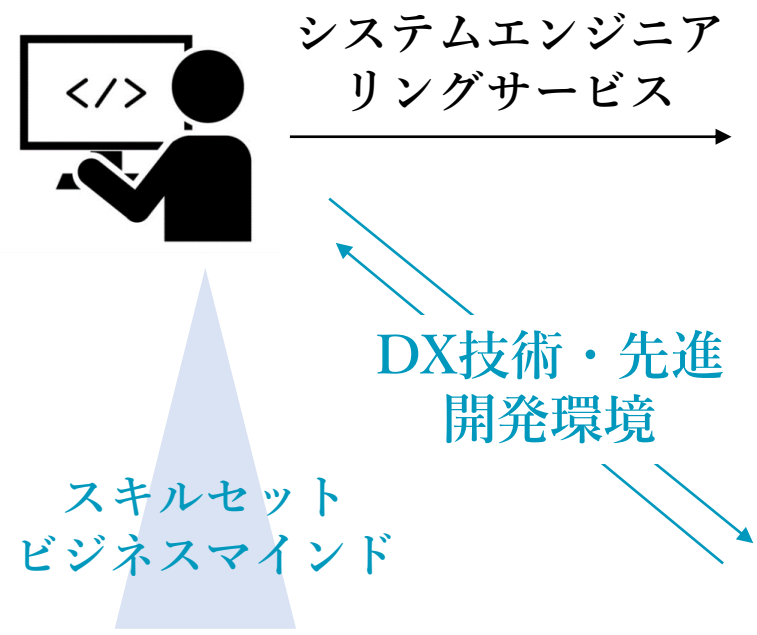 システムエンジニア
リングサービス
</>
DX技術・先進
開発環境
スキルセット
ビジネスマインド